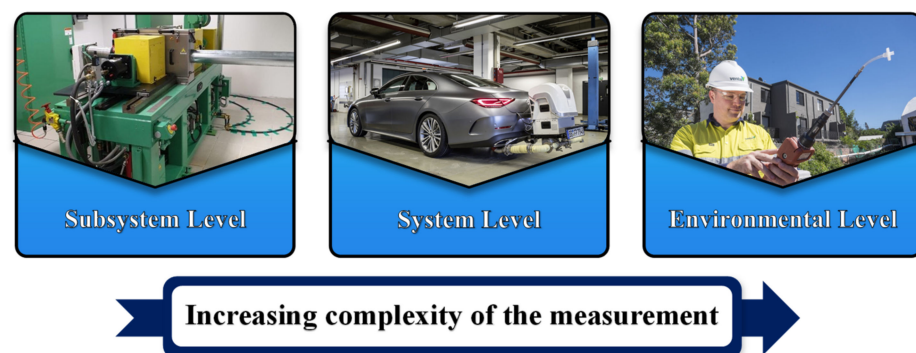 Subsystem Level
System Level
Environmental Level
Increasing complexity of the measurement